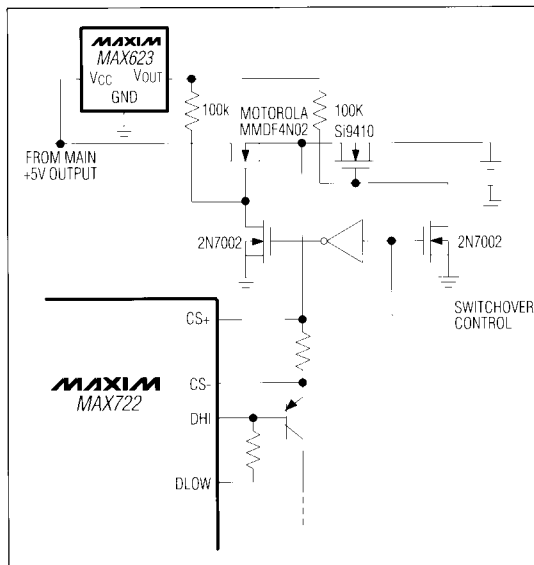 MAXIM
MAX623
VCC VOUT
GND
100k
MOTOROLA
MMDF4N02
100K
Si9410
FROM MAIN
+5V OUTPUT
2N7002
2N7002
SWITCHOVER
CONTROL
CS+
MAXIM
MAX722
CS-
DHI
DLOW